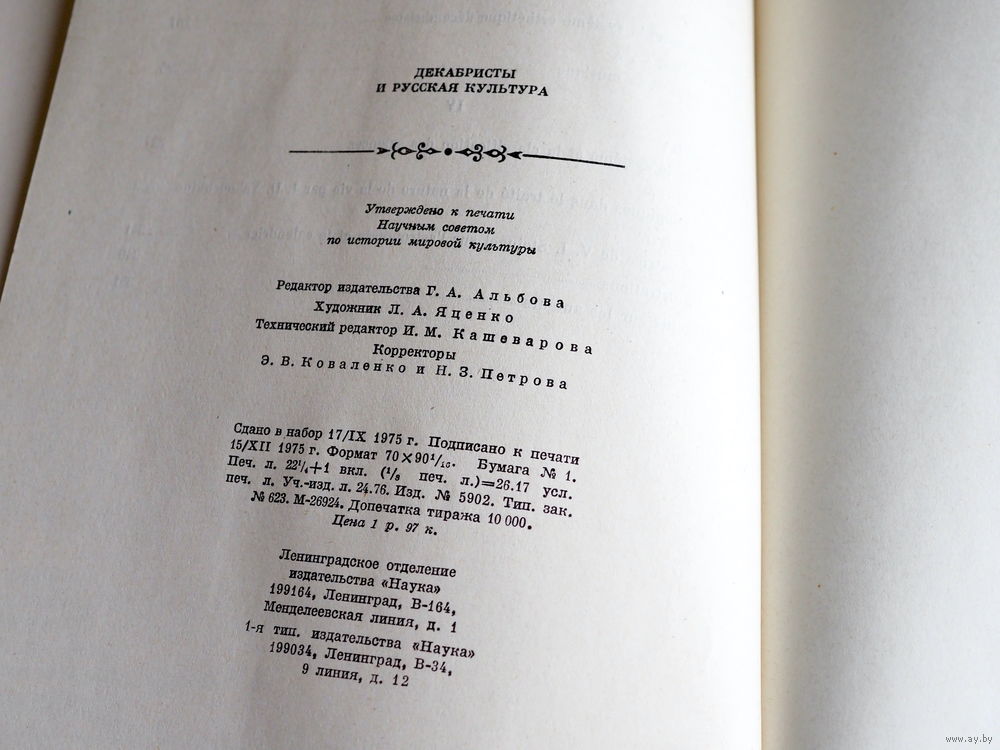 ДЕКАБРИСТЫ
И РУССКАЯ КУЛЬТУРА
Утверждено к печати
Научным советом
по истории мировой культуры
Редактор издательства Г. А. Альбова
Художник Л. А. Яценко
Технический редактор И. М. Кашеварова
Корректоры
Э. В. Коваленко и Н. З. Петрова
Сдано в набор 17/IX 1975 г. Подписано к печати
15/XII 1975 г. Формат 70×90¹/₁₆. Бумага № 1.
Печ. л. 22¹/₄+1 вкл. (¹/₈ печ. л.)=26.17 усл.
печ. л. Уч.-изд. л. 24.76. Изд. № 5902. Тип. зак.
№ 623. М-26924. Допечатка тиража 10 000.
Цена 1 р. 97 к.
Ленинградское отделение
издательства «Наука»
199164, Ленинград, В-164,
Менделеевская линия, д. 1
1-я тип. издательства «Наука»
199034, Ленинград, В-34,
9 линия, д. 12
www.ay.by